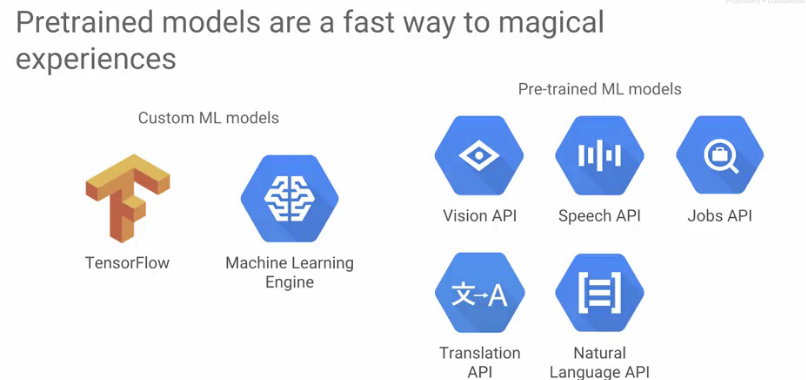 Pretrained models are a fast way to magical
experiences
Custom ML models
TensorFlow
Machine Learning
Engine
Pre-trained ML models
Vision API
Speech API
Jobs API
文→A
Translation
API
Natural
Language API